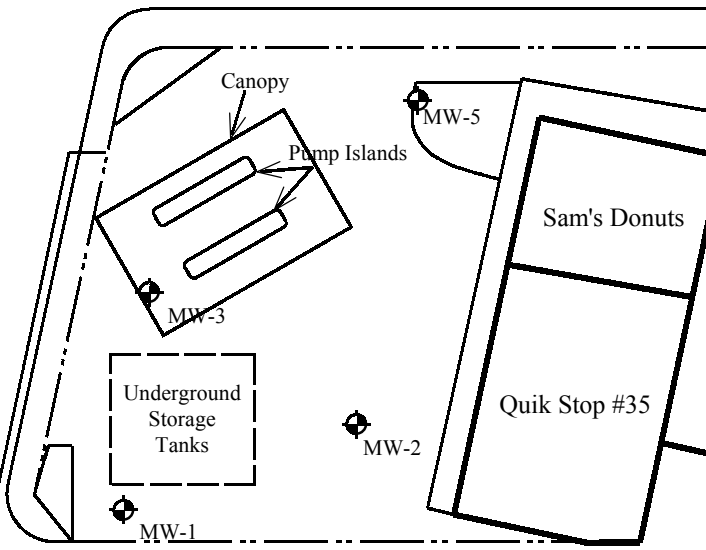 Canopy
MW-5
Pump Islands
Sam's Donuts
MW-3
Underground
Storage
Tanks
Quik Stop #35
MW-2
MW-1